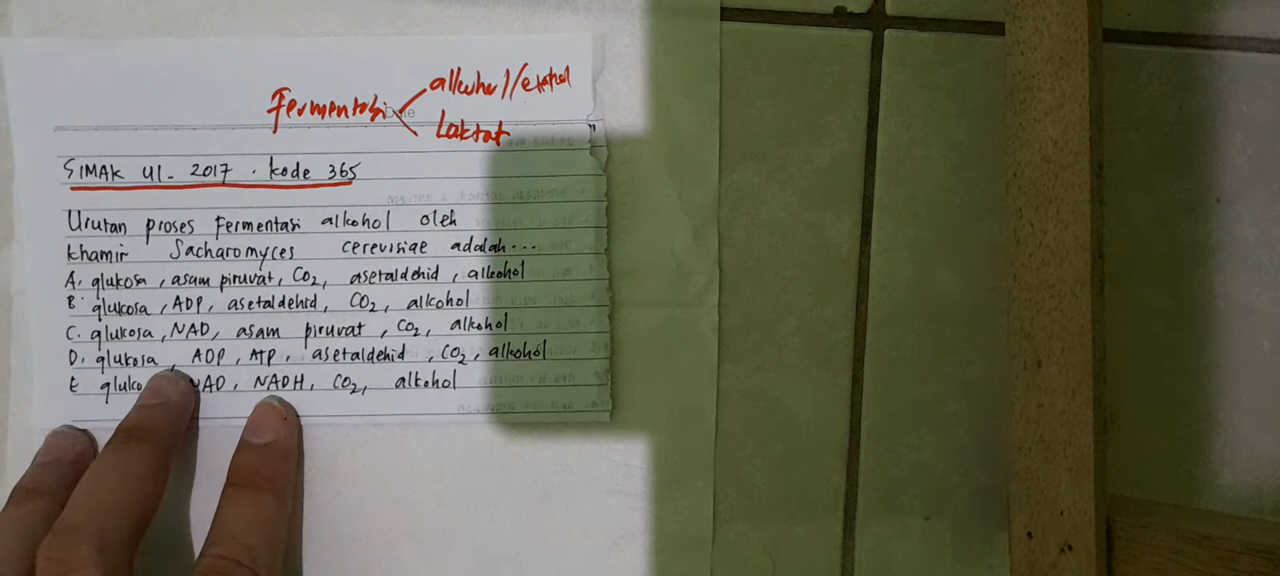 Fermentasi alkohol/etanol
Laktat
Date
SIMAK UI - 2017 . kode 365
Urutan proses Fermentasi alkohol oleh
khamir Sacharomyces cerevisiae adalah...
A. glukosa, asam piruvat, CO2, asetaldehid, alkohol
B. glukosa, ADP, asetaldehid, CO2, alkohol
C. glukosa, NAD, asam piruvat, CO2, alkohol
D. glukosa, ADP, ATP, asetaldehid, CO2, alkohol
E gluko NAD, NADH, CO2, alkohol